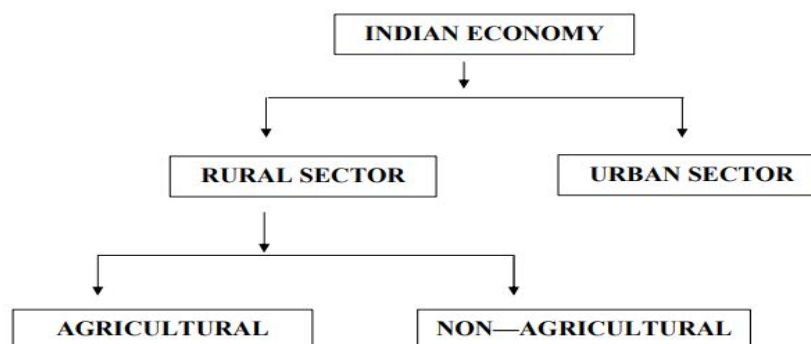 INDIAN ECONOMY
RURAL SECTOR
URBAN SECTOR
AGRICULTURAL
NON—AGRICULTURAL